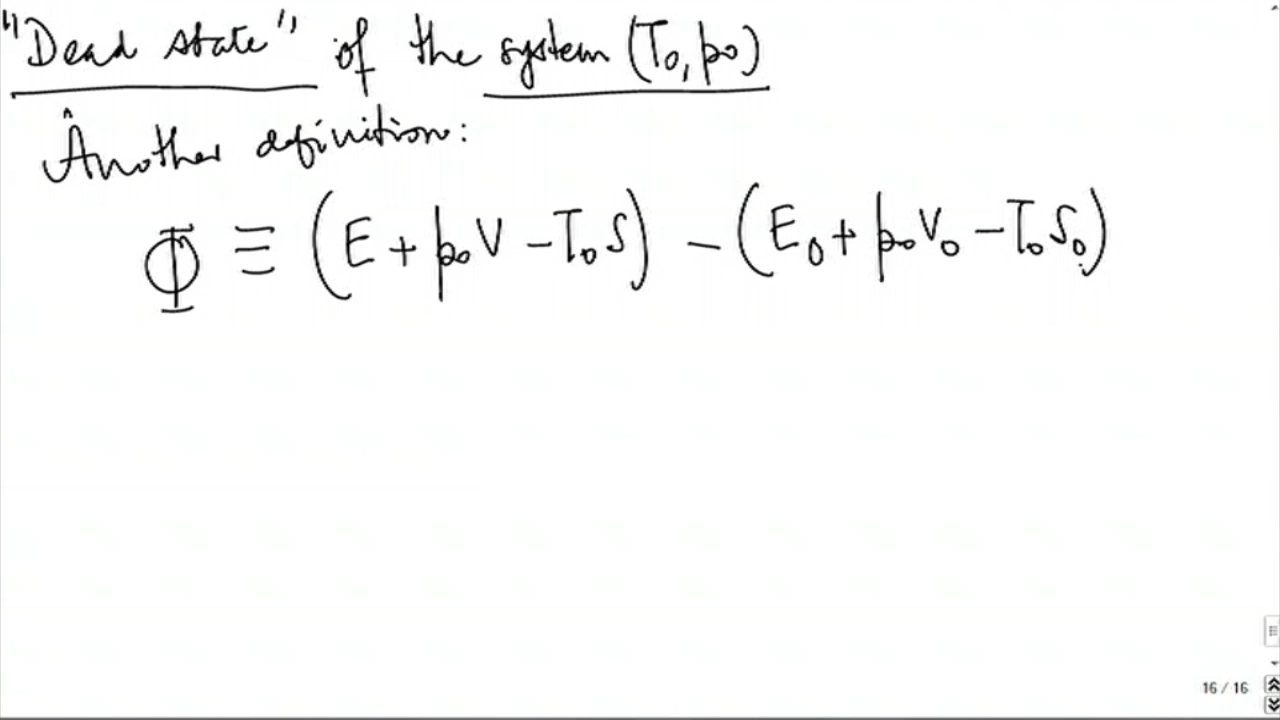 "Dead state" of the system (T₀, p₀)
Another definition:
Φ ≡ (E + p₀V − T₀S) − (E₀ + p₀V₀ − T₀S₀)
16 / 16